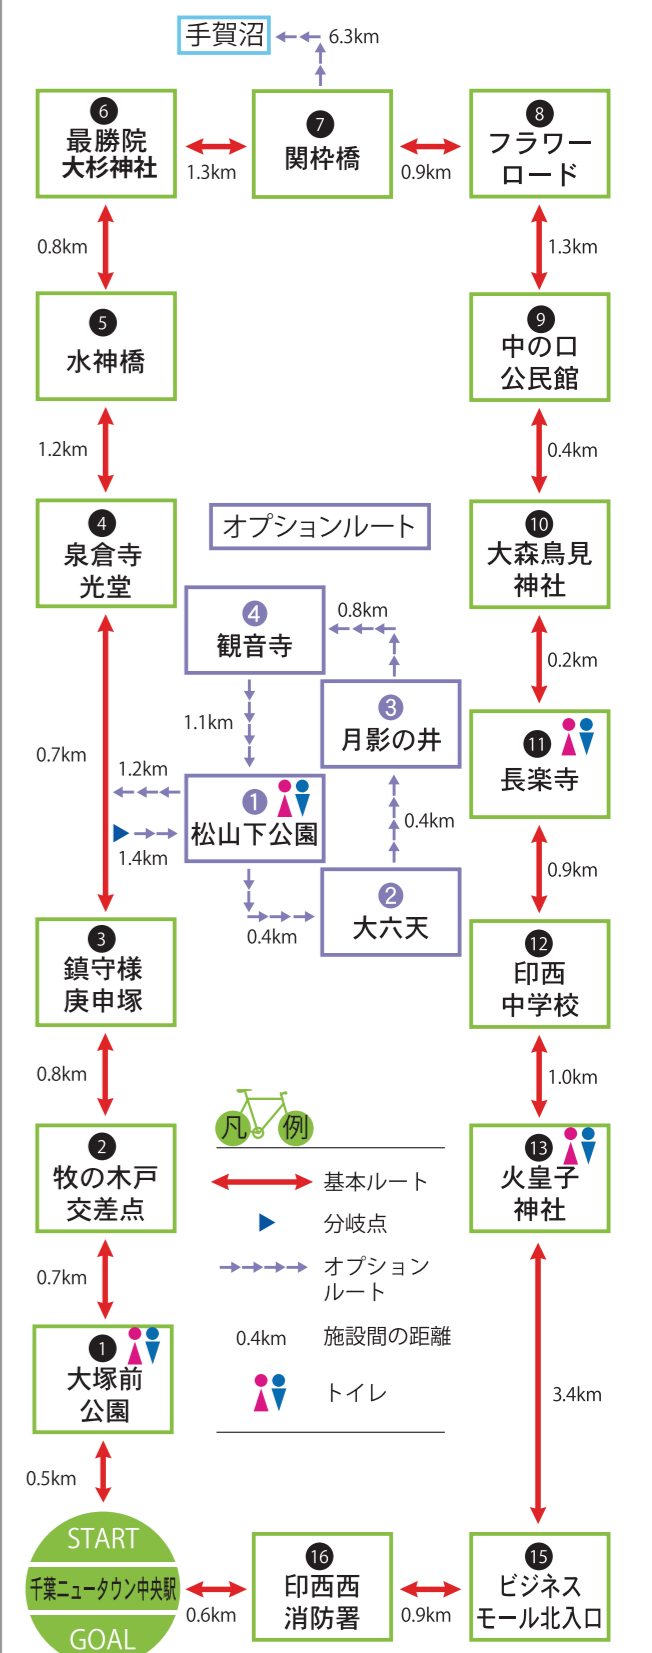 手賀沼
6.3km
6
最勝院
大杉神社
1.3km
7
関枠橋
0.9km
8
フラワー
ロード
0.8km
1.3km
5
水神橋
9
中の口
公民館
1.2km
0.4km
4
泉倉寺
光堂
オプションルート
10
大森鳥見
神社
4
観音寺
0.8km
0.2km
3
月影の井
1.1km
0.7km
11
長楽寺
1.2km
1
松山下公園
0.4km
1.4km
0.9km
2
大六天
0.4km
3
鎮守様
庚申塚
12
印西
中学校
0.8km
1.0km
凡例
2
牧の木戸
交差点
13
火皇子
神社
基本ルート
分岐点
0.7km
オプション
ルート
0.4km 施設間の距離
1
大塚前
公園
トイレ
3.4km
0.5km
START
千葉ニュータウン中央駅
GOAL
0.6km
16
印西西
消防署
0.9km
15
ビジネス
モール北入口